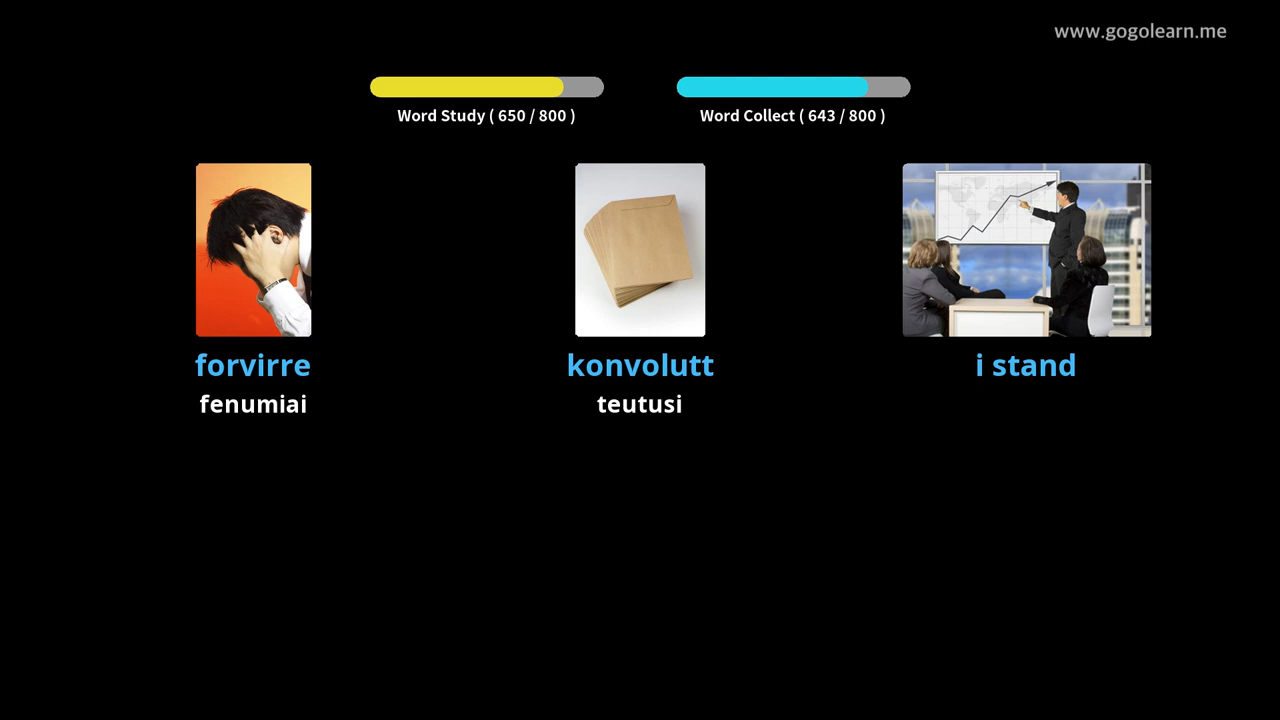 www.gogolearn.me
Word Study ( 650 / 800 )
Word Collect ( 643 / 800 )
forvirre
fenumiai
konvolutt
teutusi
i stand